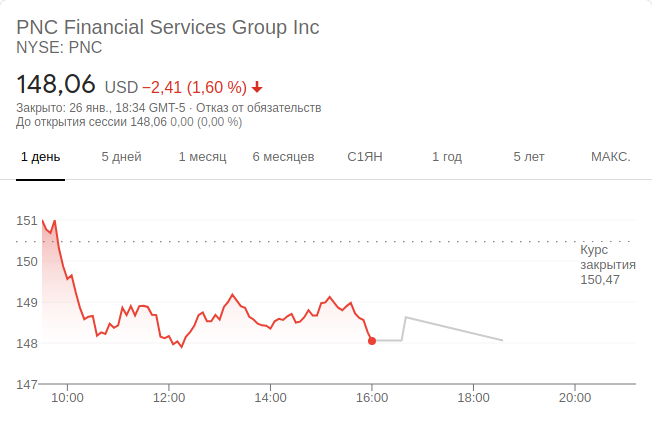 PNC Financial Services Group Inc
NYSE: PNC
148,06 USD −2,41 (1,60 %)
Закрыто: 26 янв., 18:34 GMT-5 · Отказ от обязательств
До открытия сессии 148,06 0,00 (0,00 %)
1 день 5 дней 1 месяц 6 месяцев С1ЯН 1 год 5 лет МАКС.
151
Курс
закрытия
150,47
150
149
148
147
10:00 12:00 14:00 16:00 18:00 20:00